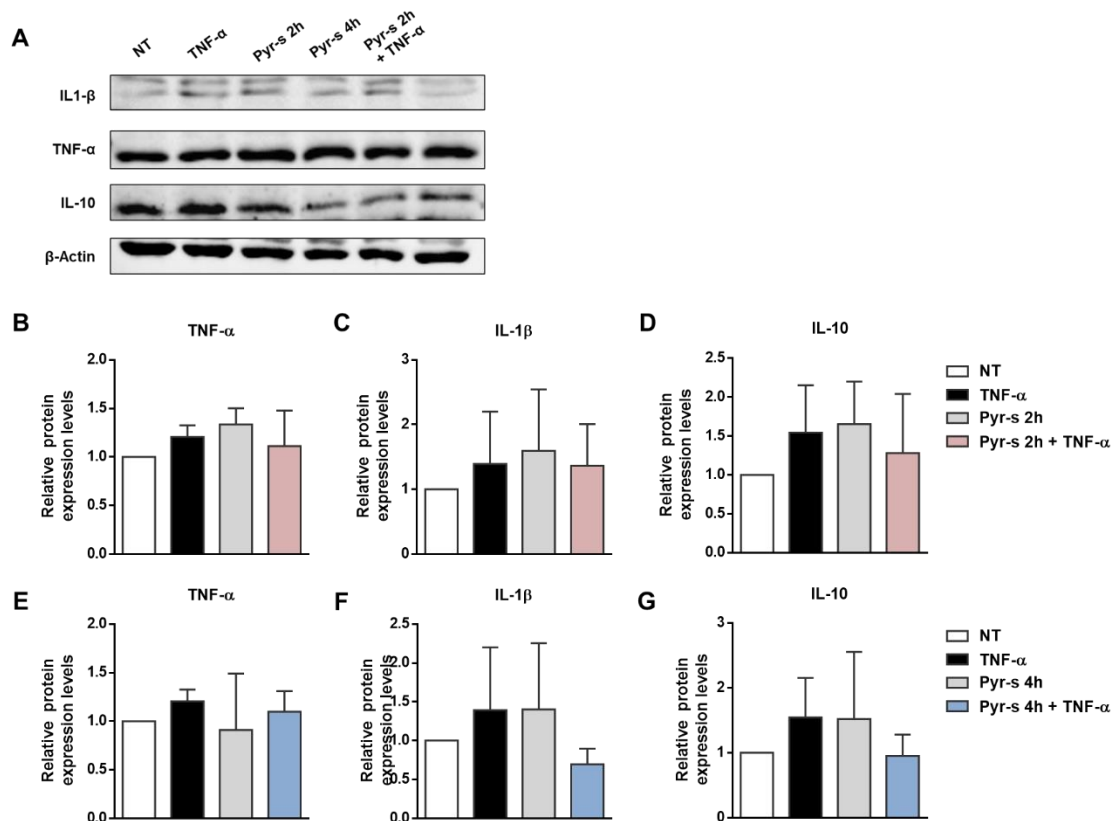 A
NT
TNF-α
Pyr-s 2h
Pyr-s 4h
Pyr-s 2h
+ TNF-α
IL1-β
TNF-α
IL-10
β-Actin
B
TNF-α
Relative protein
expression levels
2.0
1.5
1.0
0.5
0.0
C
IL-1β
Relative protein
expression levels
3
2
1
0
D
IL-10
Relative protein
expression levels
2.5
2.0
1.5
1.0
0.5
0.0
NT
TNF-α
Pyr-s 2h
Pyr-s 2h + TNF-α
E
TNF-α
Relative protein
expression levels
2.0
1.5
1.0
0.5
0.0
F
IL-1β
Relative protein
expression levels
2.5
2.0
1.5
1.0
0.5
0.0
G
IL-10
Relative protein
expression levels
3
2
1
0
NT
TNF-α
Pyr-s 4h
Pyr-s 4h + TNF-α